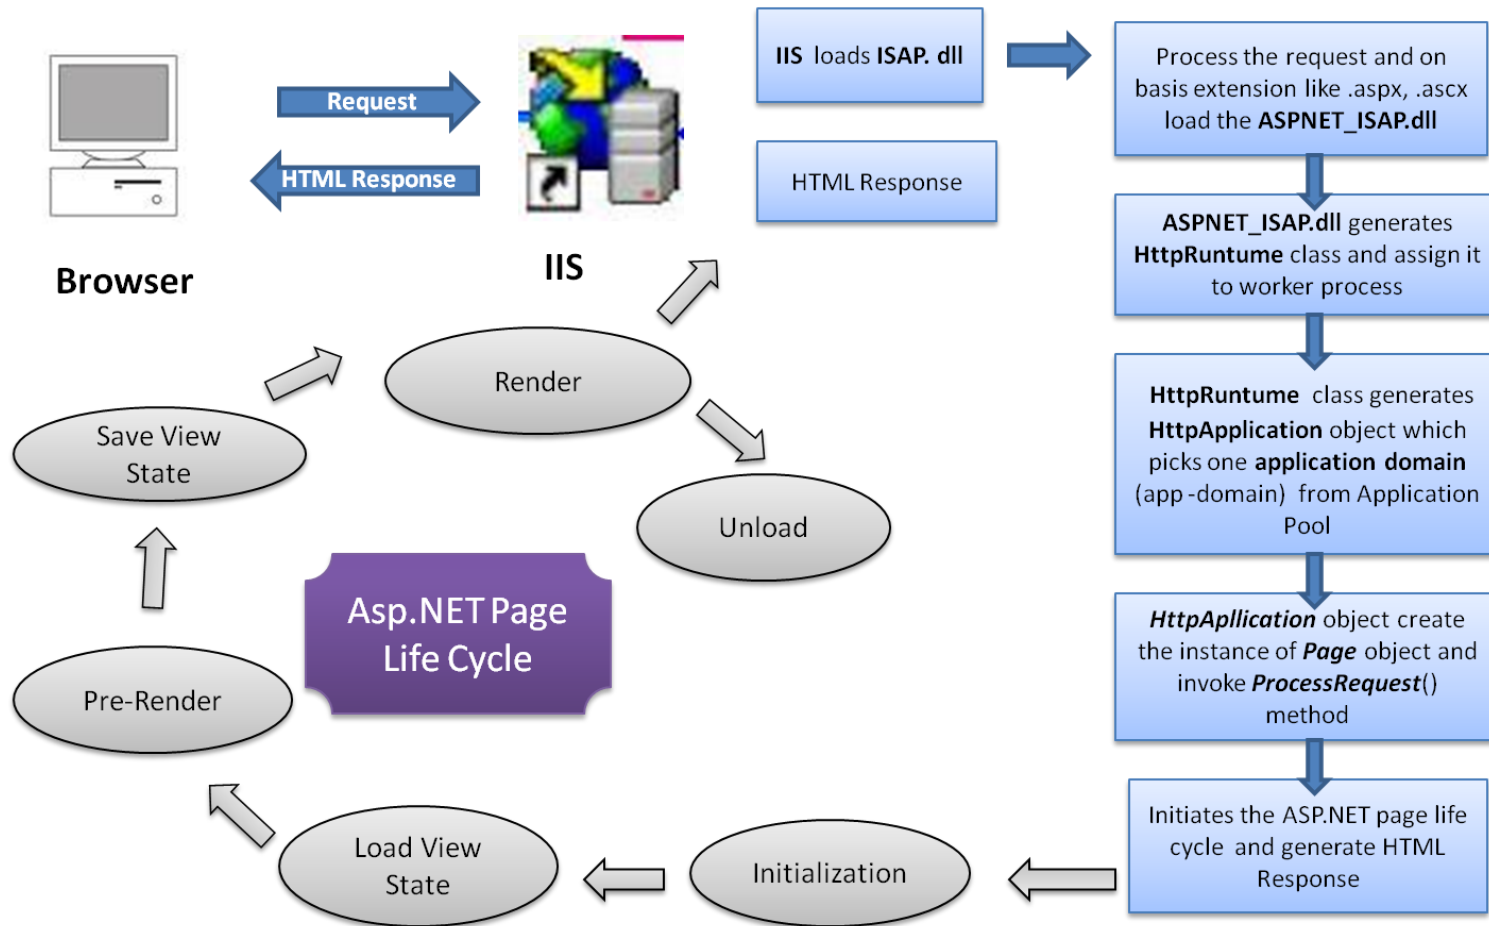 Request
HTML Response
Browser
IIS
IIS loads ISAP. dll
HTML Response
Process the request and on
basis extension like .aspx, .ascx
load the ASPNET_ISAP.dll
ASPNET_ISAP.dll generates
HttpRuntume class and assign it
to worker process
HttpRuntume class generates
HttpApplication object which
picks one application domain
(app -domain) from Application
Pool
HttpApllication object create
the instance of Page object and
invoke ProcessRequest()
method
Initiates the ASP.NET page life
cycle and generate HTML
Response
Initialization
Load View
State
Pre-Render
Save View
State
Render
Unload
Asp.NET Page
Life Cycle